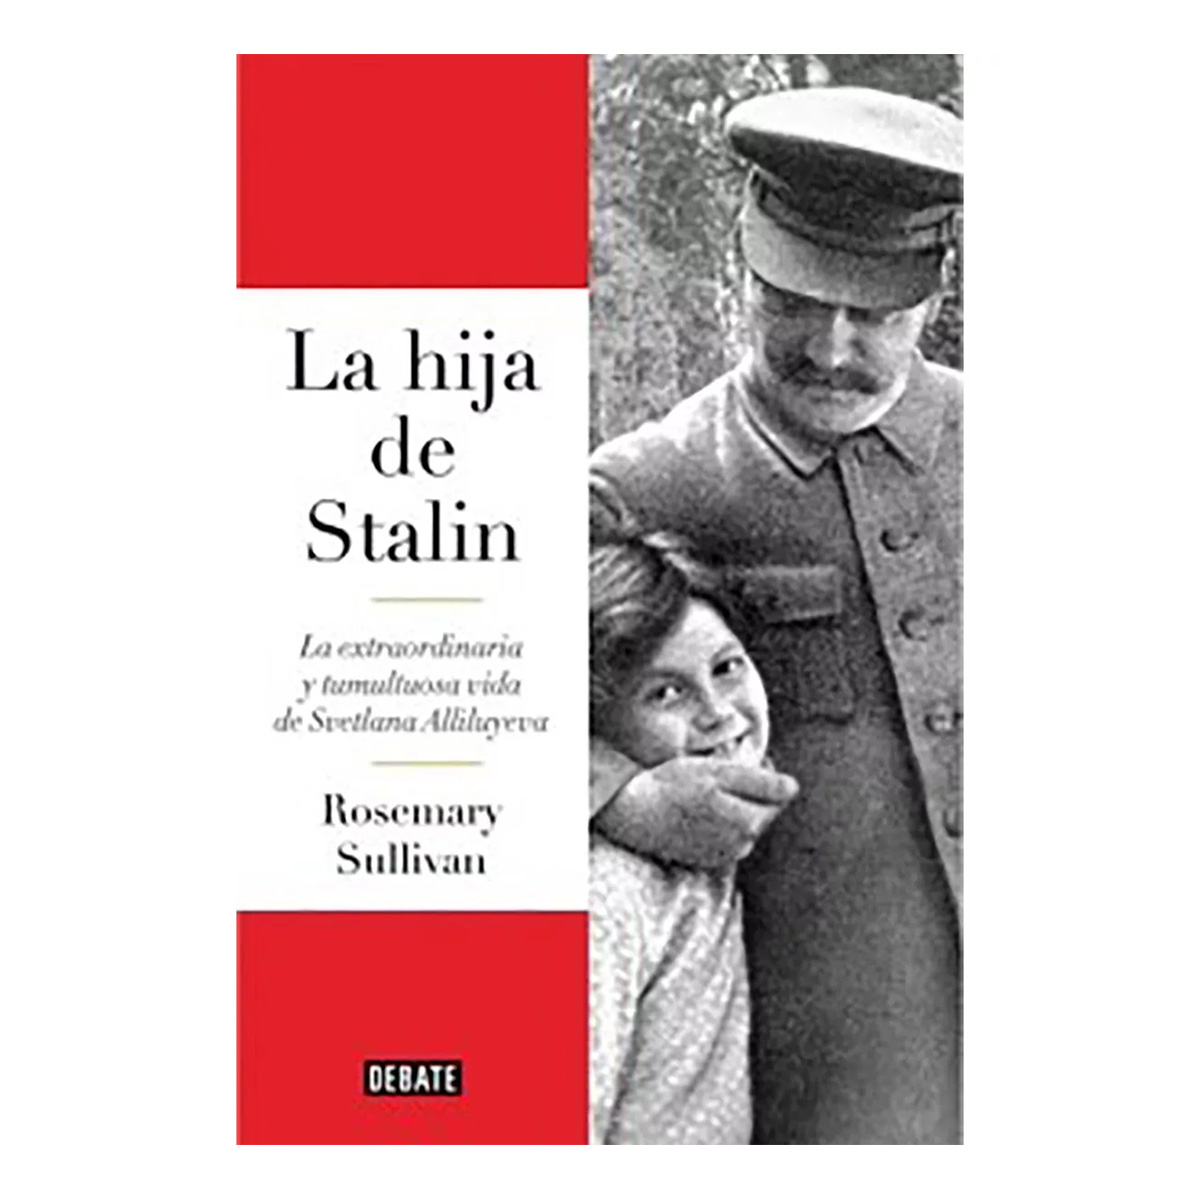 La hija
de
Stalin
La extraordinaria
y tumultuosa vida
de Svetlana Alliluyeva
Rosemary
Sullivan
DEBATE